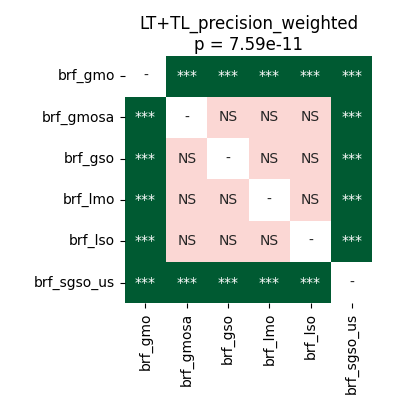 LT+TL_precision_weighted
p = 7.59e-11
brf_gmo - *** *** *** *** ***
brf_gmosa *** - NS NS NS ***
brf_gso *** NS - NS NS ***
brf_lmo *** NS NS - NS ***
brf_lso *** NS NS NS - ***
brf_sgso_us *** *** *** *** *** -
brf_gmo
brf_gmosa
brf_gso
brf_lmo
brf_lso
brf_sgso_us